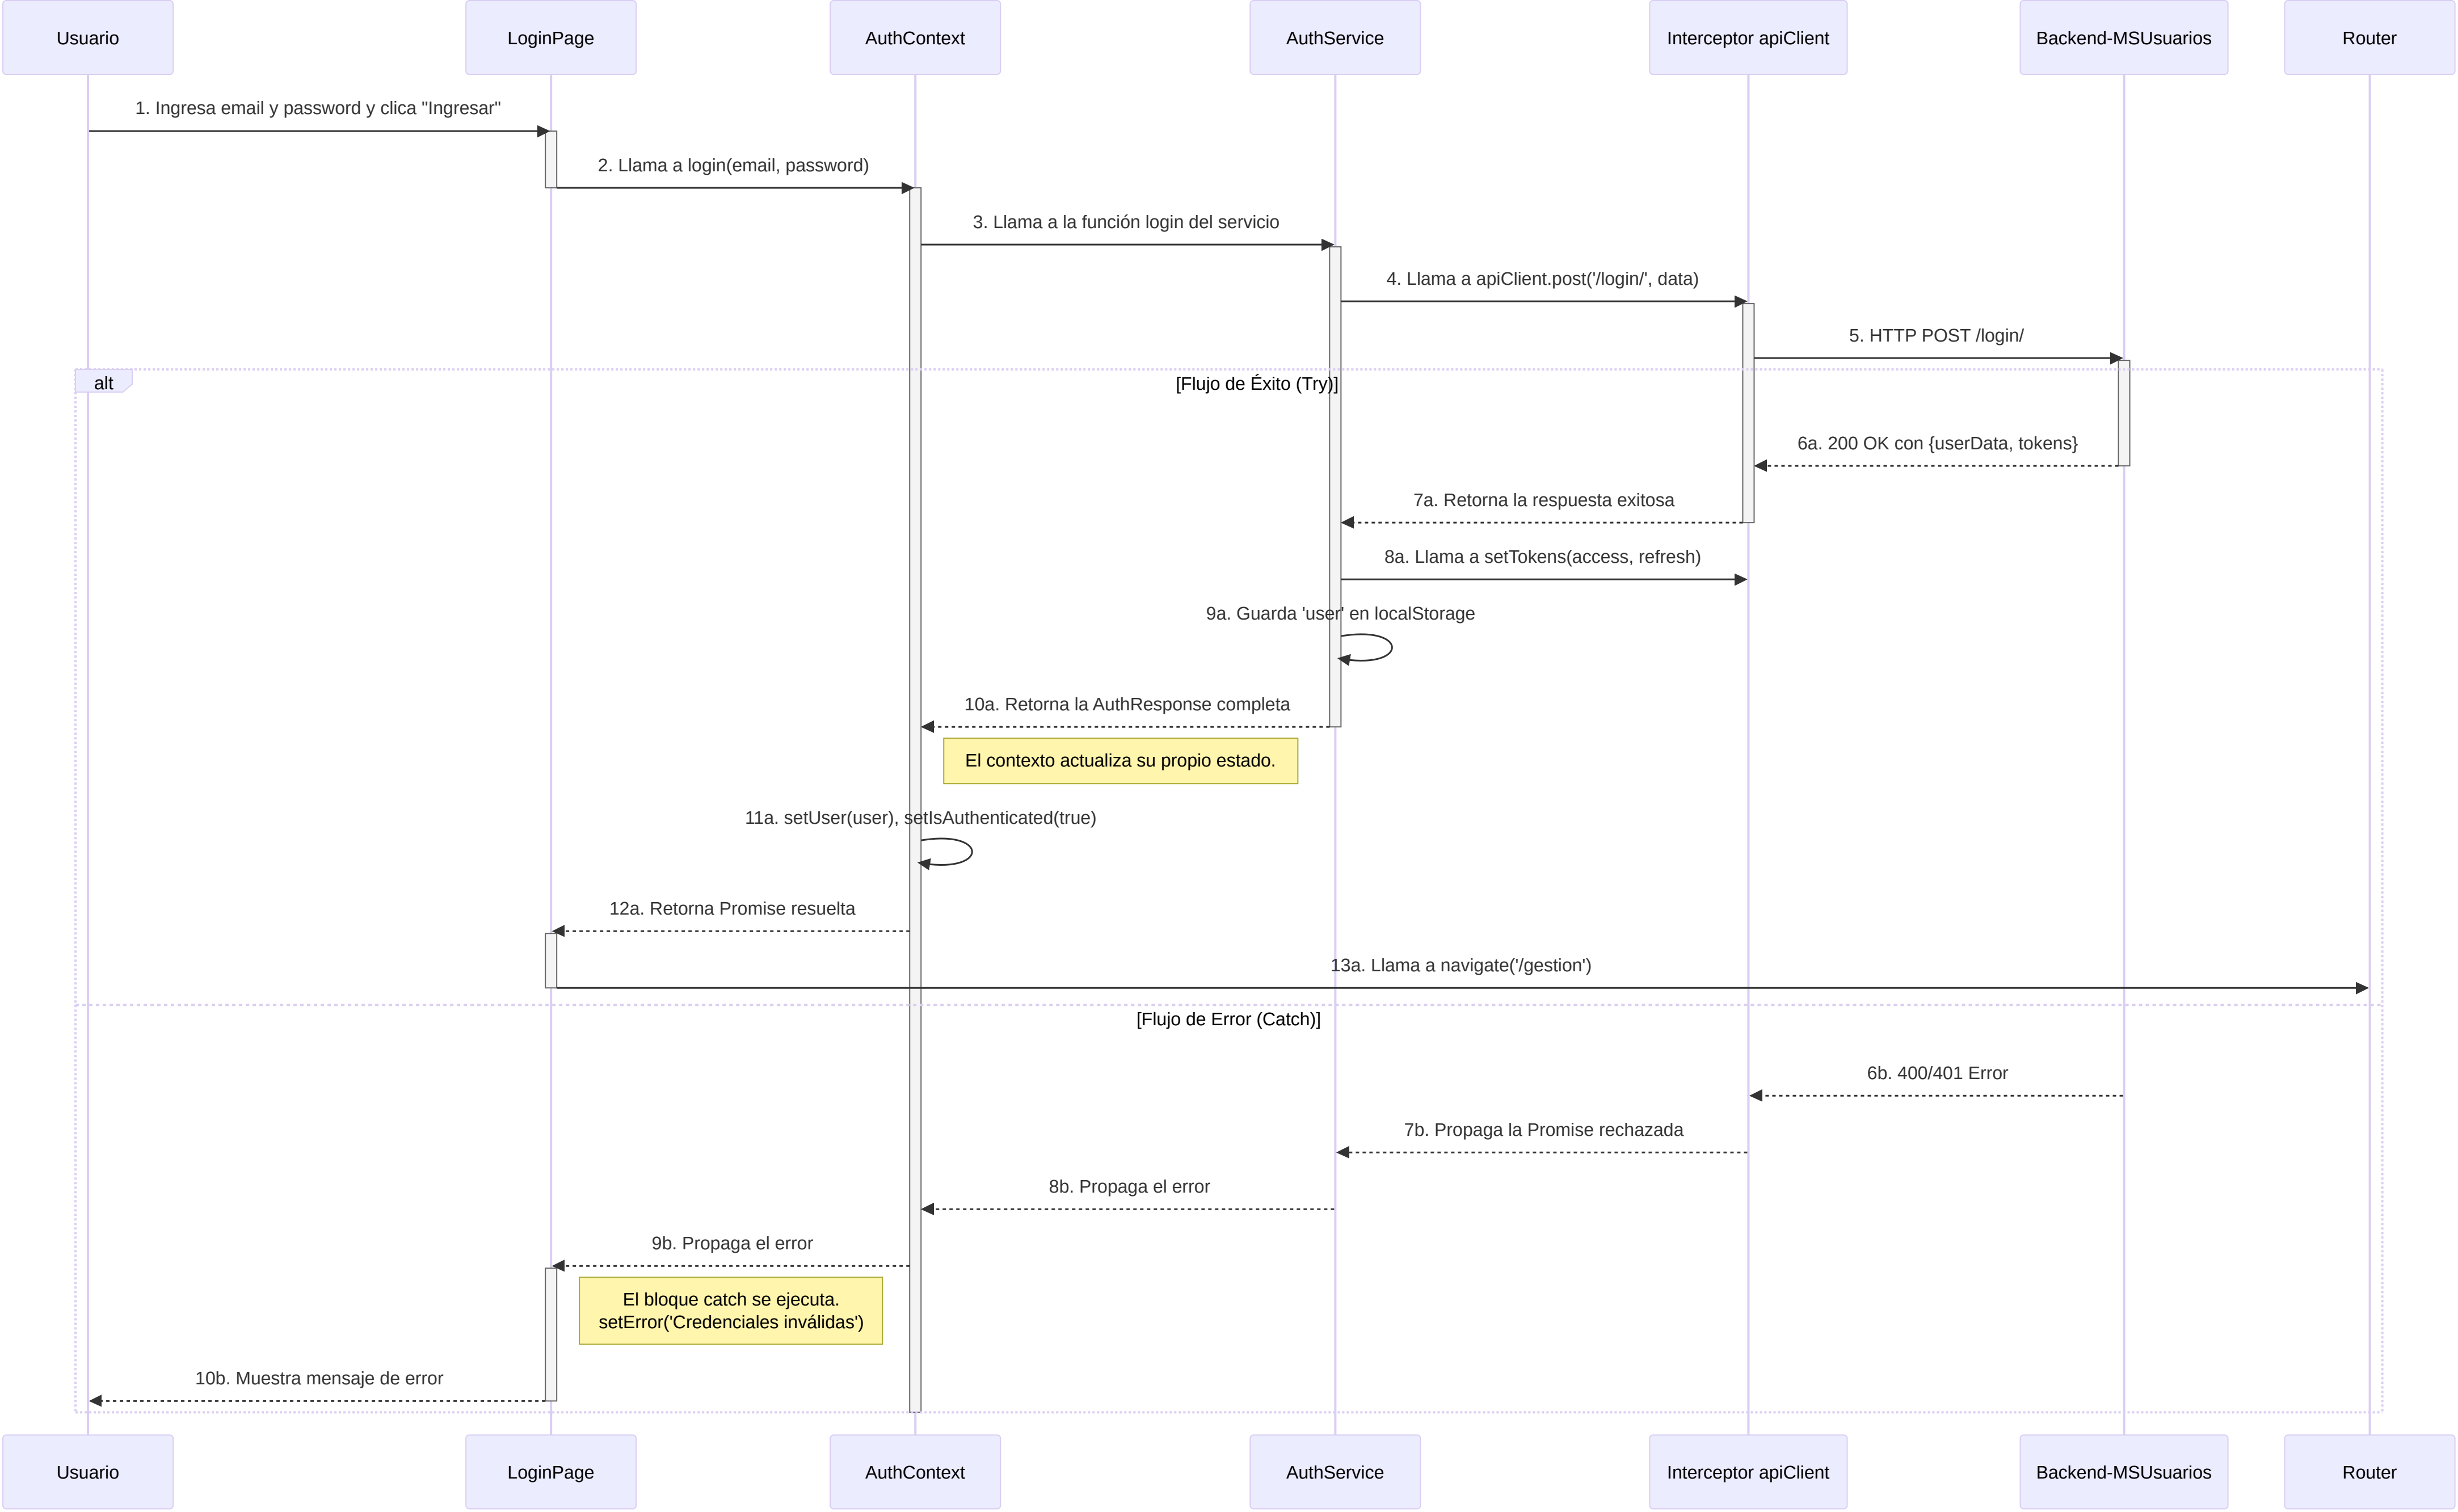 Usuario
LoginPage
AuthContext
AuthService
Interceptor apiClient
Backend-MSUsuarios
Router
1. Ingresa email y password y clica "Ingresar"
2. Llama a login(email, password)
3. Llama a la función login del servicio
4. Llama a apiClient.post('/login/', data)
5. HTTP POST /login/
alt
[Flujo de Éxito (Try)]
6a. 200 OK con {userData, tokens}
7a. Retorna la respuesta exitosa
8a. Llama a setTokens(access, refresh)
9a. Guarda 'user' en localStorage
10a. Retorna la AuthResponse completa
El contexto actualiza su propio estado.
11a. setUser(user), setIsAuthenticated(true)
12a. Retorna Promise resuelta
13a. Llama a navigate('/gestion')
[Flujo de Error (Catch)]
6b. 400/401 Error
7b. Propaga la Promise rechazada
8b. Propaga el error
9b. Propaga el error
El bloque catch se ejecuta.
setError('Credenciales inválidas')
10b. Muestra mensaje de error
Usuario
LoginPage
AuthContext
AuthService
Interceptor apiClient
Backend-MSUsuarios
Router